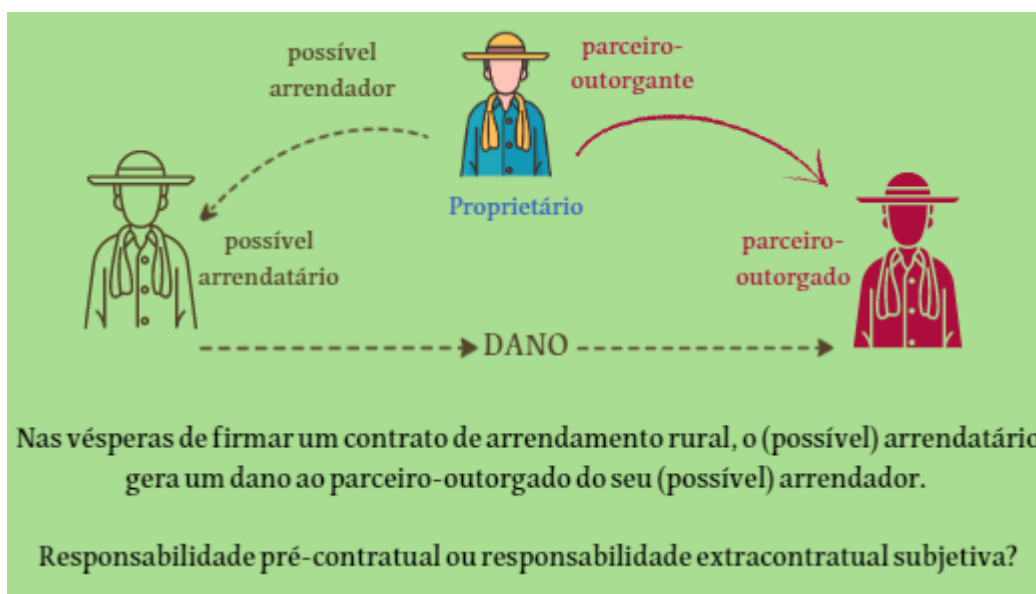 possível
arrendador
parceiro-
outorgante
Proprietário
possível
arrendatário
parceiro-
outorgado
DANO
Nas vésperas de firmar um contrato de arrendamento rural, o (possível) arrendatário
gera um dano ao parceiro-outorgado do seu (possível) arrendador.
Responsabilidade pré-contratual ou responsabilidade extracontratual subjetiva?